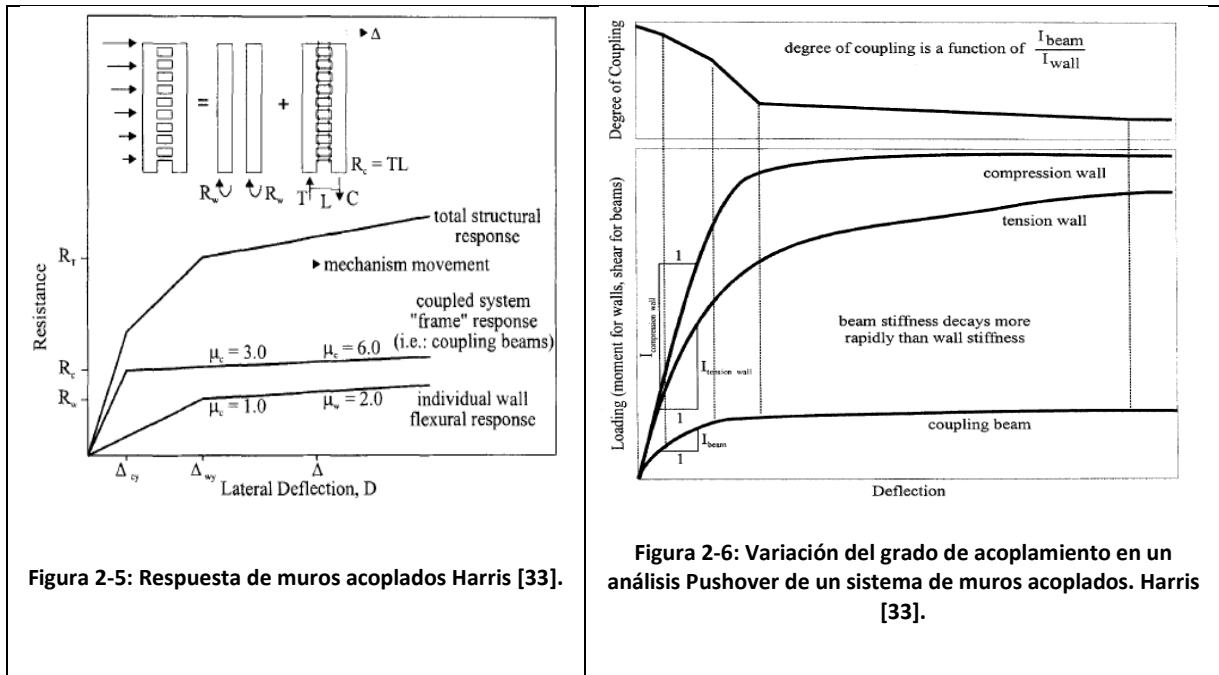 Δ
=
+
R_c = TL
R_w
R_w
T
L
C
total structural
response
R_T
mechanism movement
coupled system
"frame" response
(i.e.: coupling beams)
μ_c = 3.0
μ_c = 6.0
R_c
R_w
μ_c = 1.0
μ_w = 2.0
individual wall
flexural response
Resistance
Δ_cy
Δ_wy
Δ
Lateral Deflection, D
Figura 2-5: Respuesta de muros acoplados Harris [33].
Degree of Coupling
degree of coupling is a function of I_beam / I_wall
compression wall
tension wall
1
I_compression wall
beam stiffness decays more
rapidly than wall stiffness
I_tension wall
1
coupling beam
I_beam
1
Loading (moment for walls, shear for beams)
Deflection
Figura 2-6: Variación del grado de acoplamiento en un
análisis Pushover de un sistema de muros acoplados. Harris
[33].